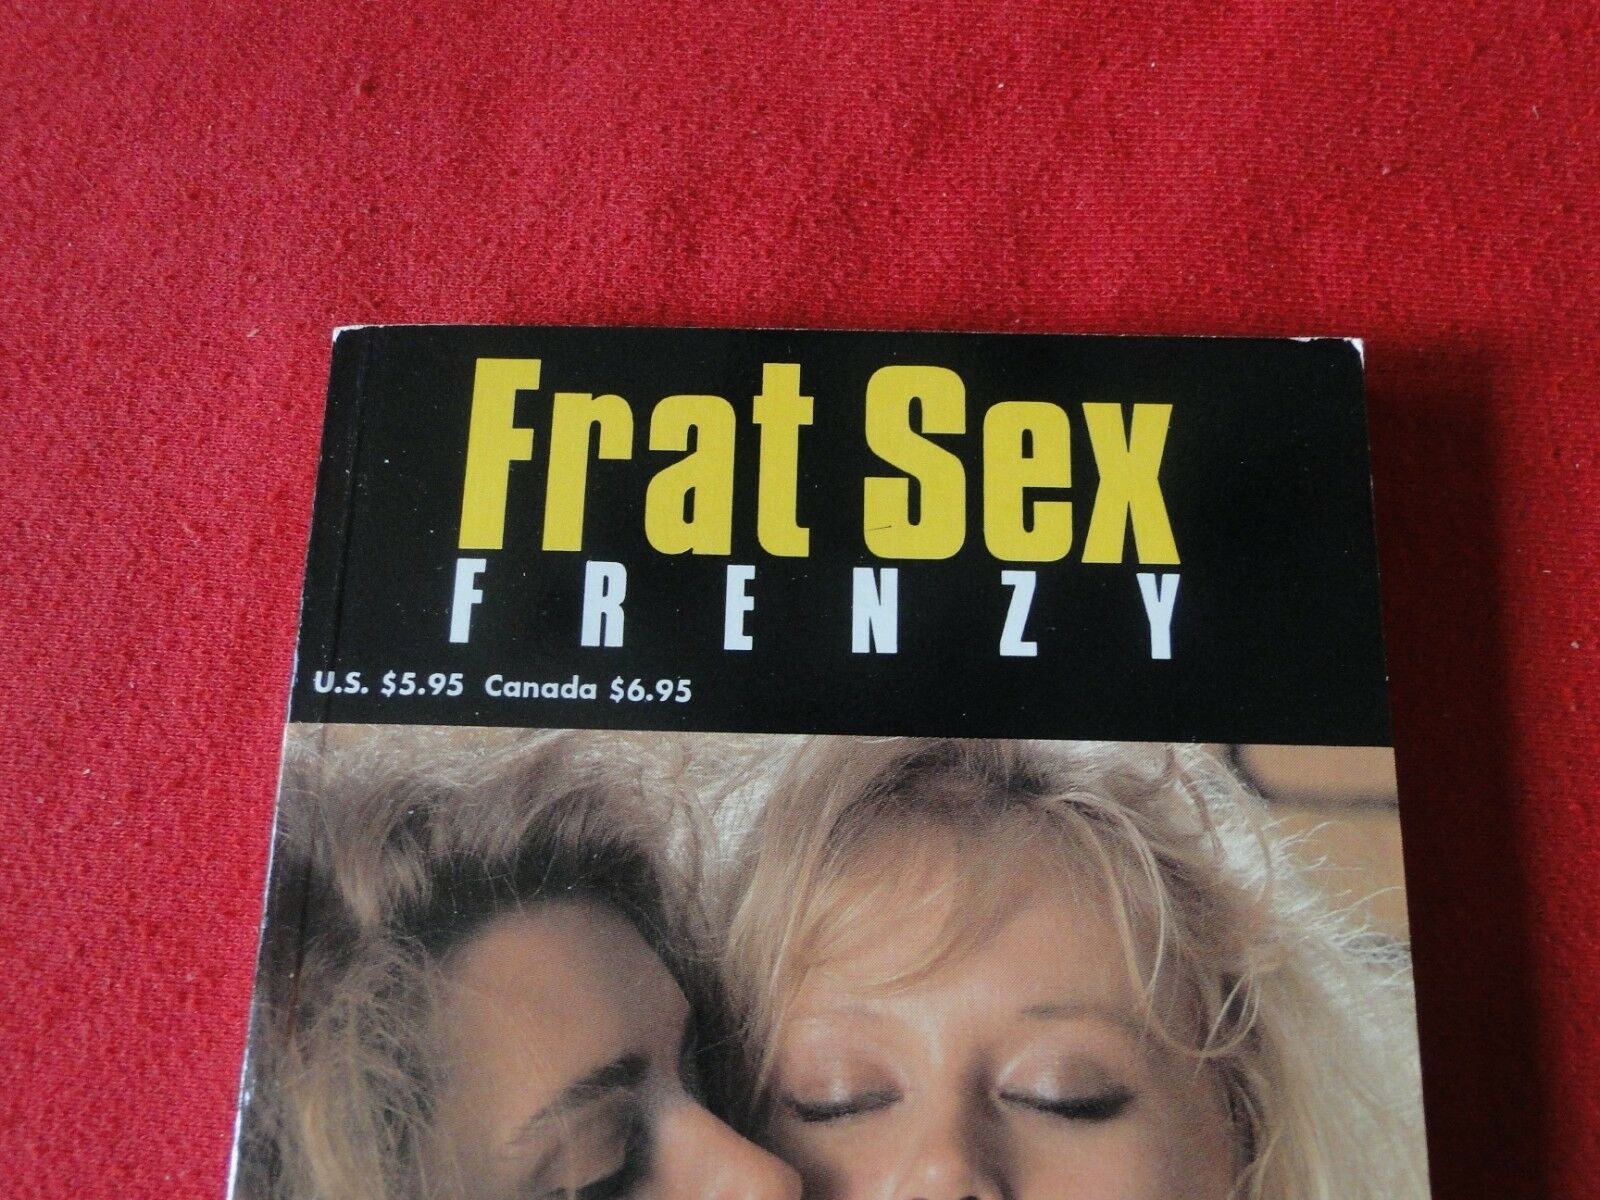 Frat Sex
FRENZY
U.S. $5.95 Canada $6.95